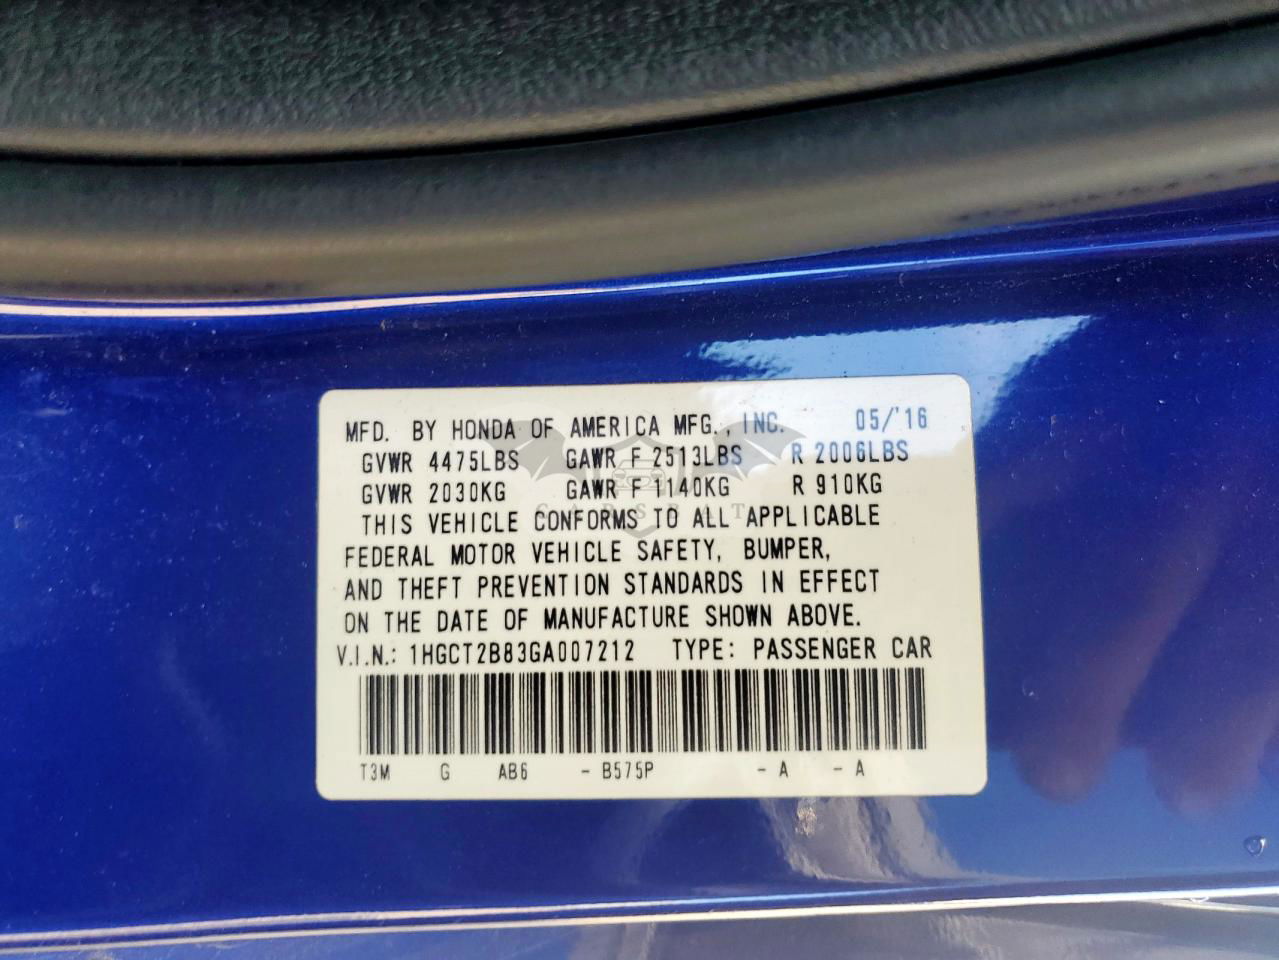 MFD. BY HONDA OF AMERICA MFG., INC. 05/'16
GVWR 4475LBS GAWR F 2513LBS R 2006LBS
GVWR 2030KG GAWR F 1140KG R 910KG
CARSBAT
THIS VEHICLE CONFORMS TO ALL APPLICABLE
FEDERAL MOTOR VEHICLE SAFETY, BUMPER,
AND THEFT PREVENTION STANDARDS IN EFFECT
ON THE DATE OF MANUFACTURE SHOWN ABOVE.
V.I.N.: 1HGCT2B83GA007212 TYPE: PASSENGER CAR
T3M G AB6 - B575P - A - A